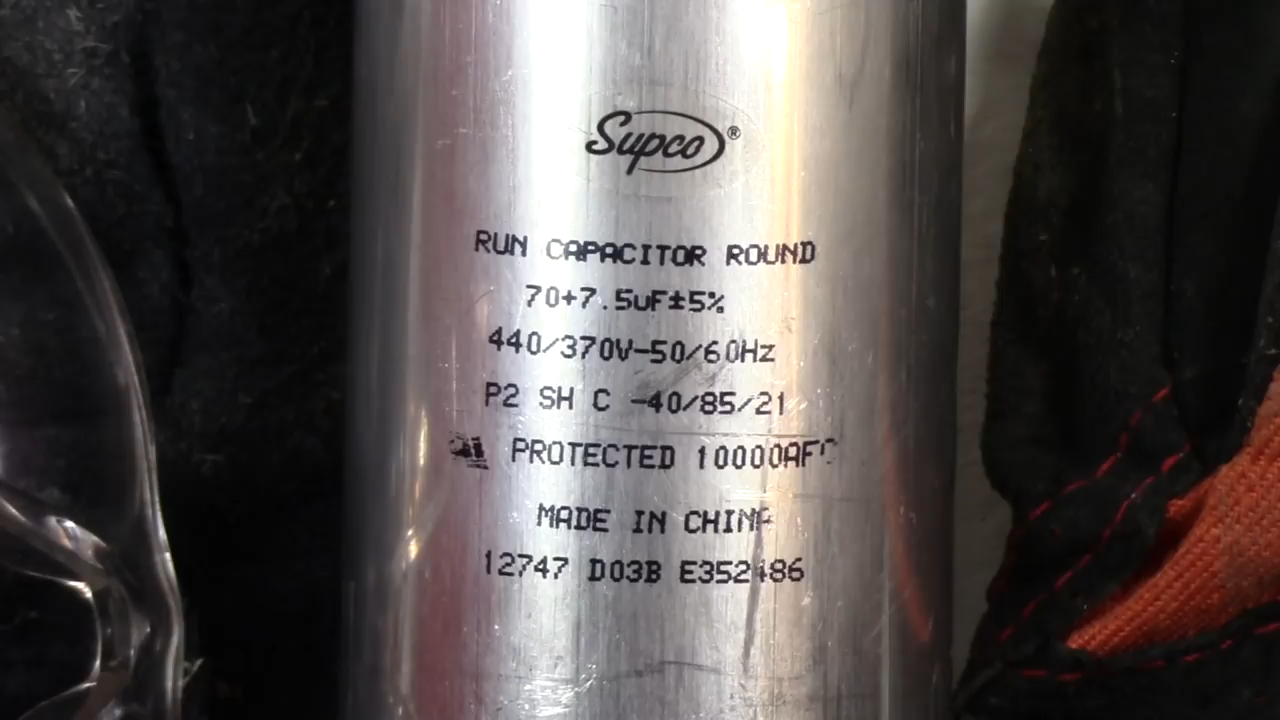 Supco®
RUN CAPACITOR ROUND
70+7.5uF±5%
440/370V-50/60Hz
P2 SH C -40/85/21
PROTECTED 10000AFC
MADE IN CHINA
12747 D03B E352486